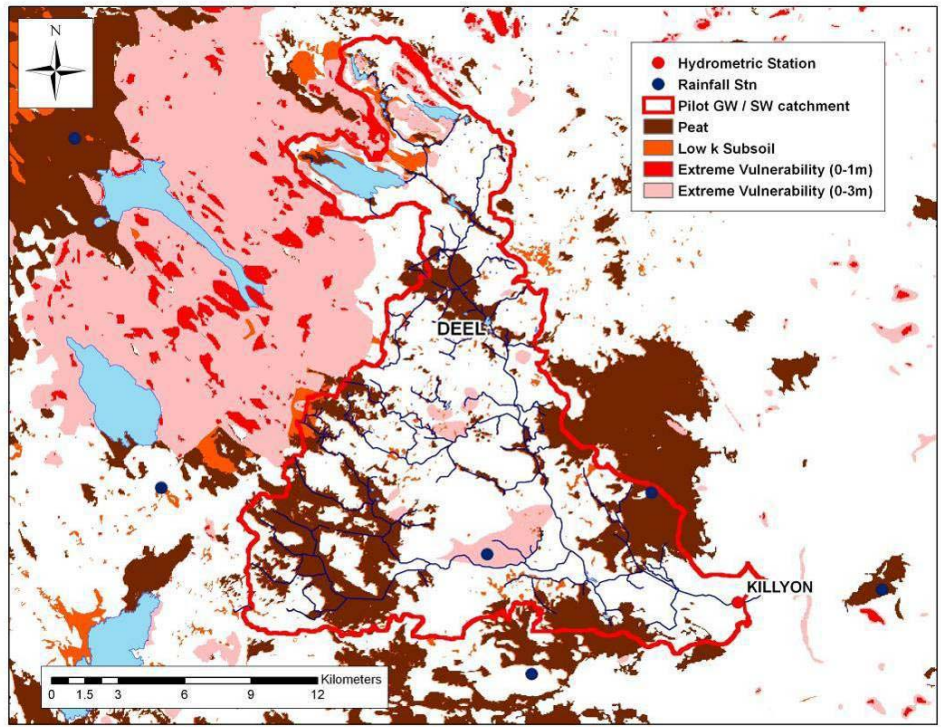 N
Hydrometric Station
Rainfall Stn
Pilot GW / SW catchment
Peat
Low k Subsoil
Extreme Vulnerability (0-1m)
Extreme Vulnerability (0-3m)
DEEL
KILLYON
Kilometers
0 1.5 3 6 9 12